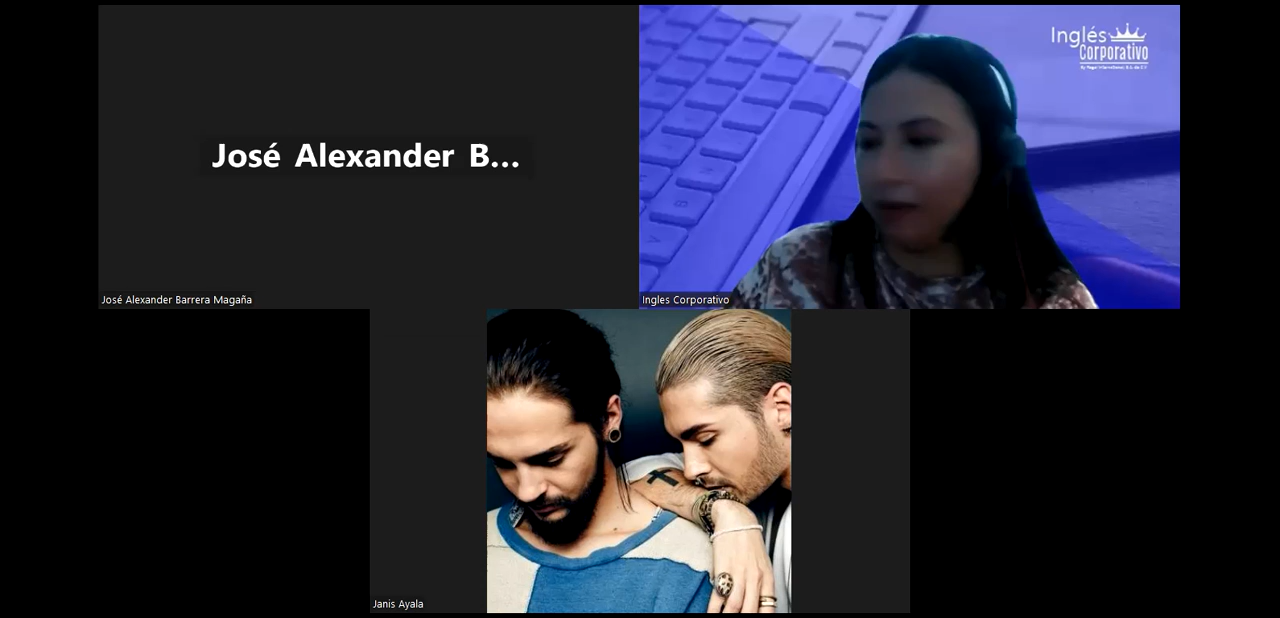 José Alexander B...
José Alexander Barrera Magaña
Inglés
Corporativo
Ingles Corporativo
Janis Ayala